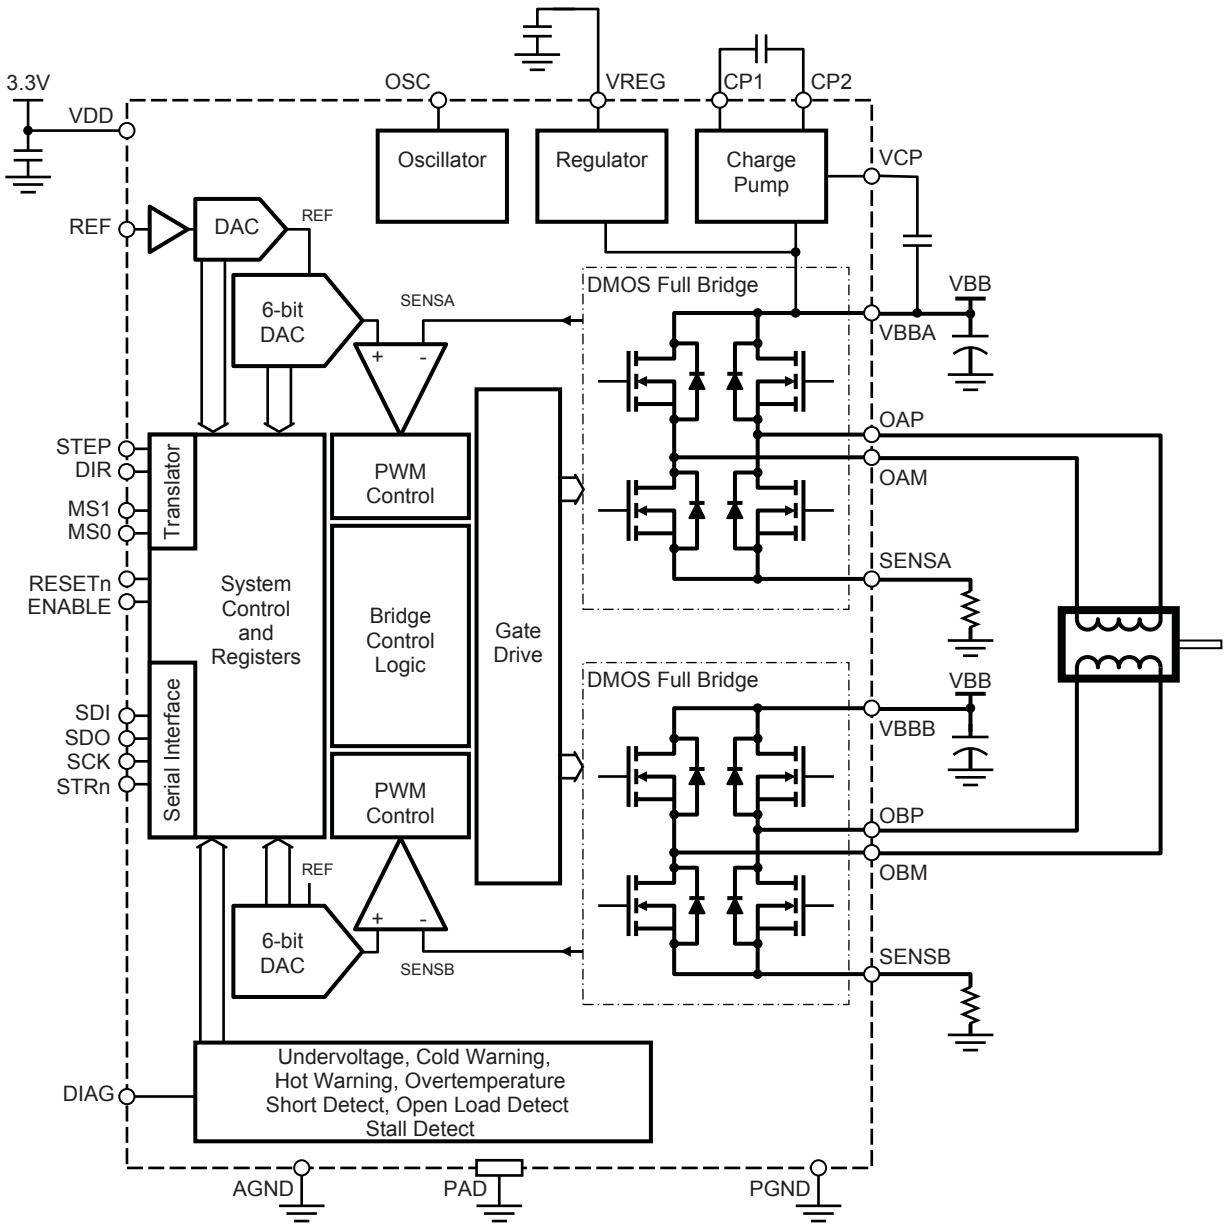 3.3V
VDD
OSC
VREG
CP1
CP2
Oscillator
Regulator
Charge
Pump
VCP
REF
DAC
REF
6-bit
DAC
SENSA
+
-
DMOS Full Bridge
VBB
VBBA
OAP
OAM
SENSA
STEP
DIR
MS1
MS0
RESETn
ENABLE
SDI
SDO
SCK
STRn
Translator
System
Control
and
Registers
Serial Interface
PWM
Control
Bridge
Control
Logic
PWM
Control
Gate
Drive
DMOS Full Bridge
VBB
VBBB
OBP
OBM
SENSB
REF
6-bit
DAC
+
-
SENSB
DIAG
Undervoltage, Cold Warning,
Hot Warning, Overtemperature
Short Detect, Open Load Detect
Stall Detect
AGND
PAD
PGND